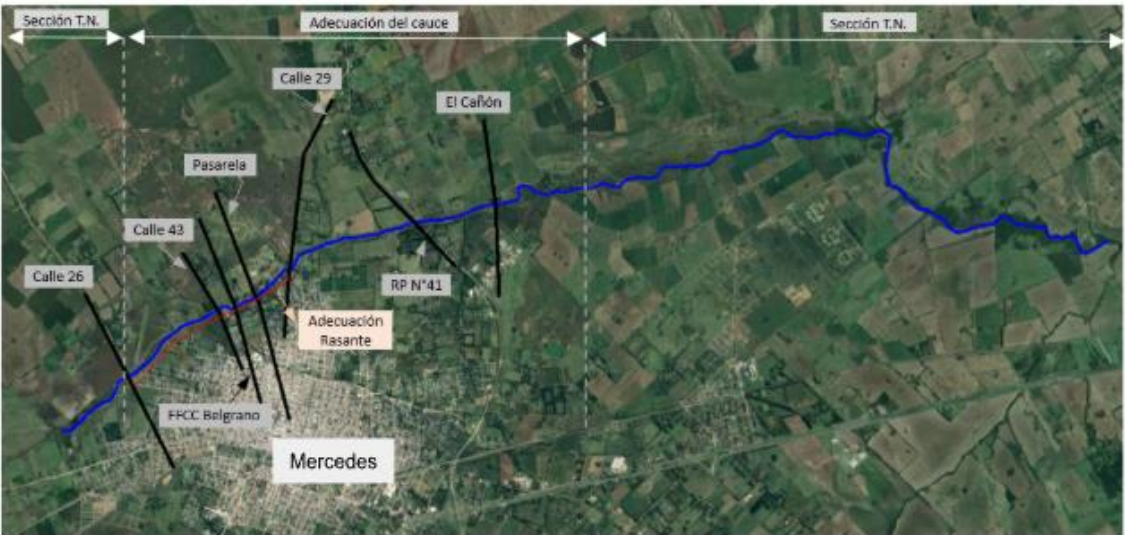 Sección T.N.
Adecuación del cauce
Sección T.N.
Calle 29
El Cañón
Pasarela
Calle 43
Calle 26
RP N°41
Adecuación
Rasante
FFCC Belgrano
Mercedes